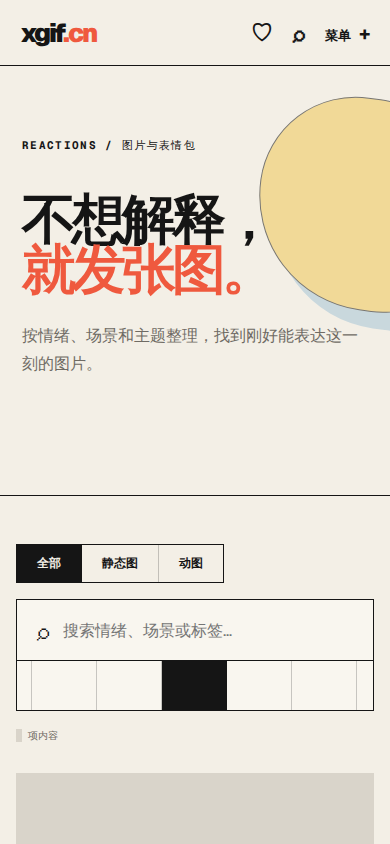 xgif.cn
菜单 +
REACTIONS / 图片与表情包
不想解释，
就发张图。
按情绪、场景和主题整理，找到刚好能表达这一
刻的图片。
全部 静态图 动图
搜索情绪、场景或标签…
项内容